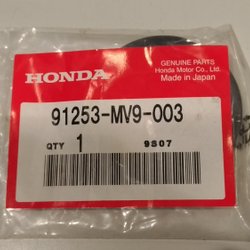 GENUINE PARTS
Honda Motor Co., Ltd.
Made in Japan
HONDA
91253-MV9-003
QTY 1 9S07